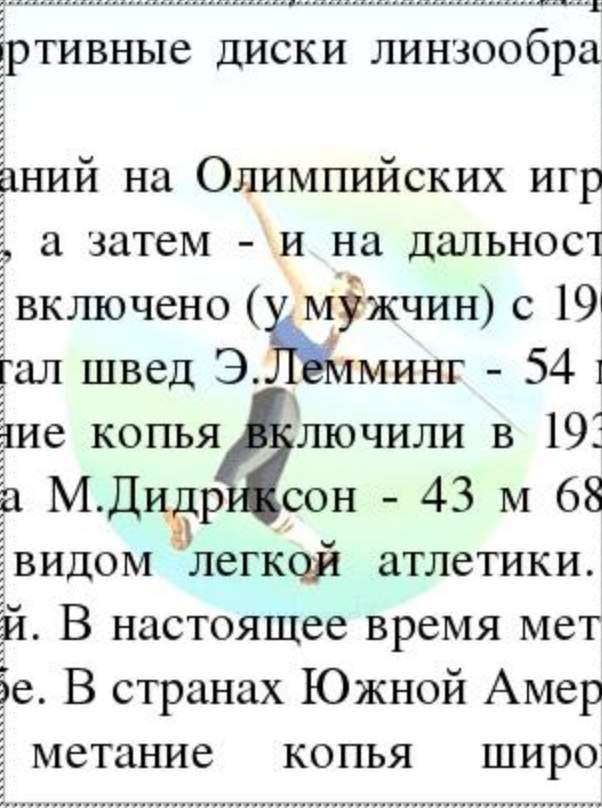 ртивные диски линзообра
аний на Олимпийских игр
, а затем - и на дальност
включено (у мужчин) с 19
тал швед Э.Лемминг - 54
ние копья включили в 193
а М.Дидриксон - 43 м 68
видом легкой атлетики.
й. В настоящее время мет
бе. В странах Южной Амер
метание копья широ